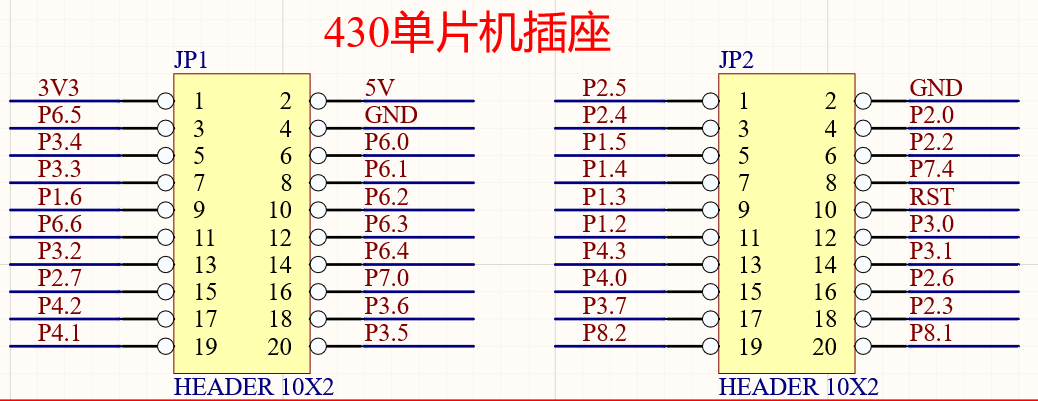 430单片机插座
JP1 JP2
3V3 1 2 5V P2.5 1 2 GND
P6.5 3 4 GND P2.4 3 4 P2.0
P3.4 5 6 P6.0 P1.5 5 6 P2.2
P3.3 7 8 P6.1 P1.4 7 8 P7.4
P1.6 9 10 P6.2 P1.3 9 10 RST
P6.6 11 12 P6.3 P1.2 11 12 P3.0
P3.2 13 14 P6.4 P4.3 13 14 P3.1
P2.7 15 16 P7.0 P4.0 15 16 P2.6
P4.2 17 18 P3.6 P3.7 17 18 P2.3
P4.1 19 20 P3.5 P8.2 19 20 P8.1
HEADER 10X2 HEADER 10X2